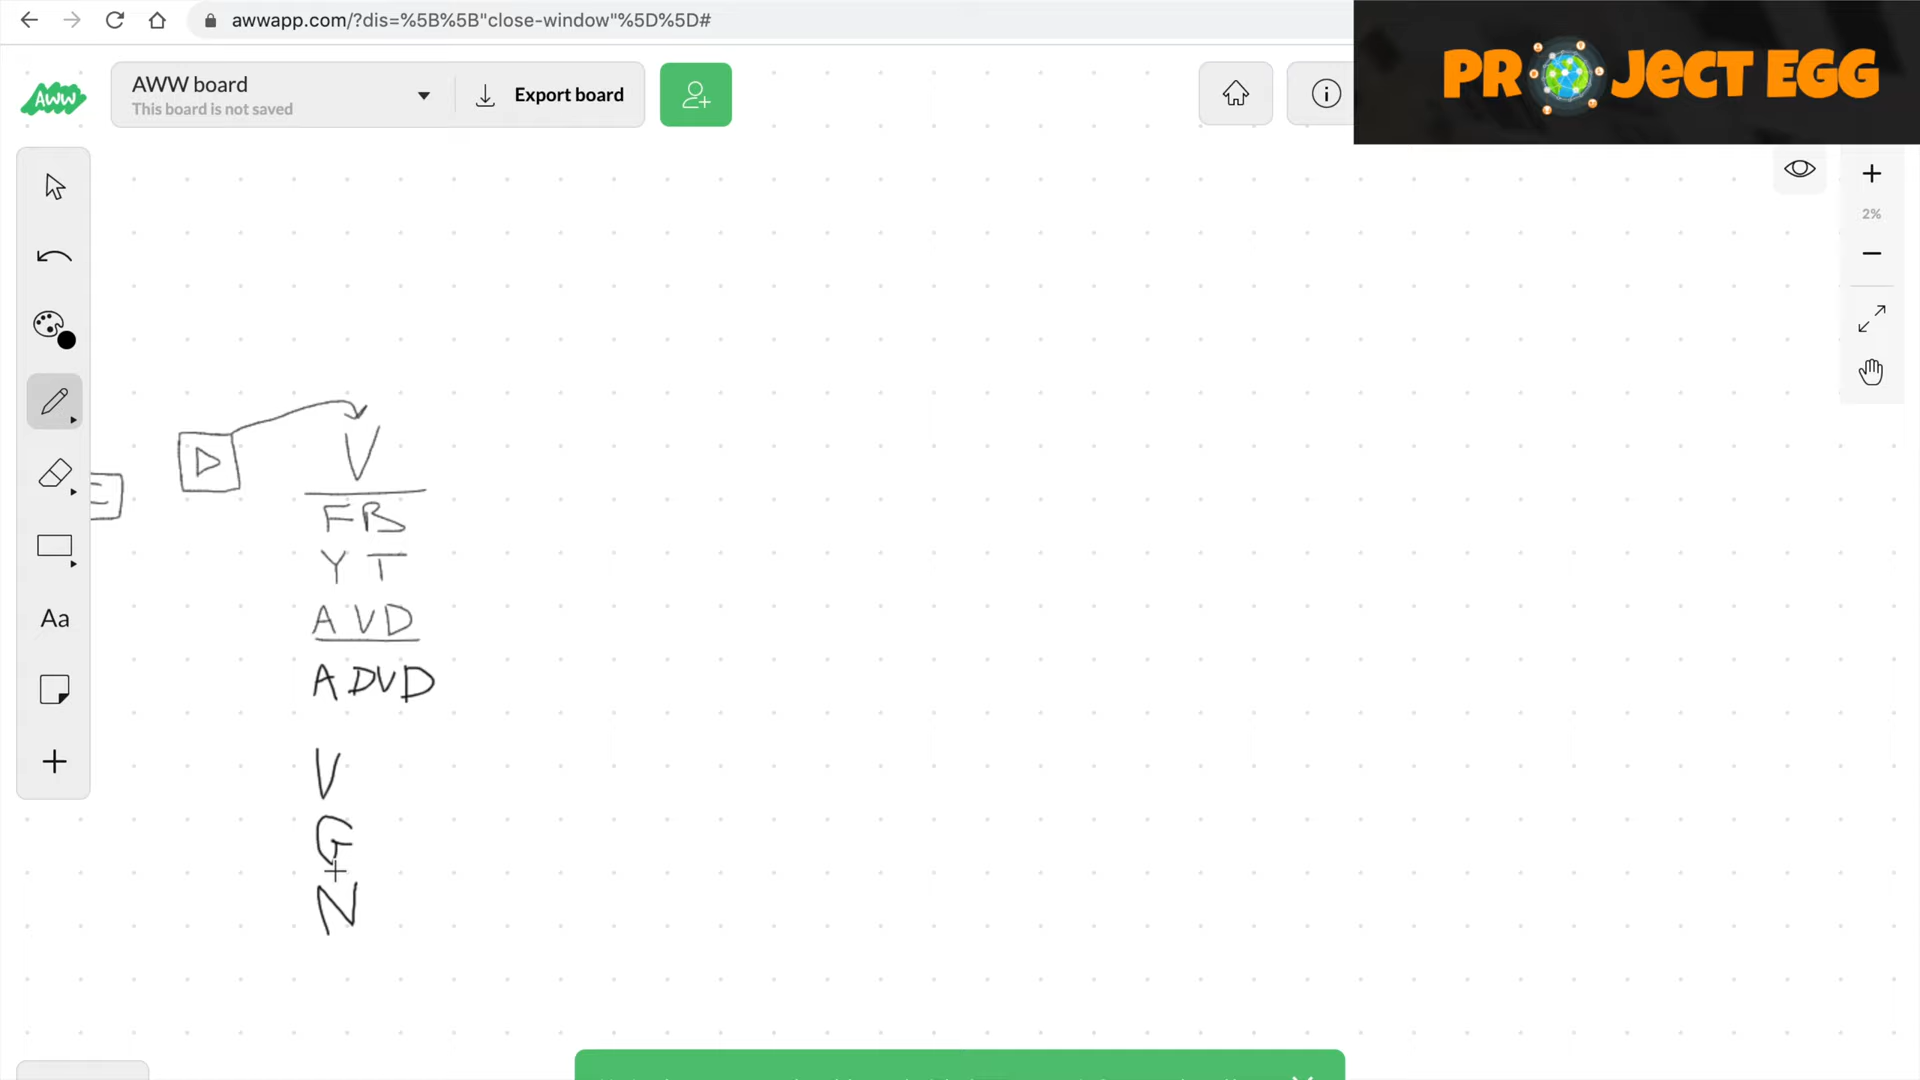 awwapp.com/?dis=%5B%5B"close-window"%5D%5D#
PROJECT EGG
AWW
AWW board
This board is not saved
Export board
2%
V
FB
YT
AVD
ADVD
V
G
N
Aa